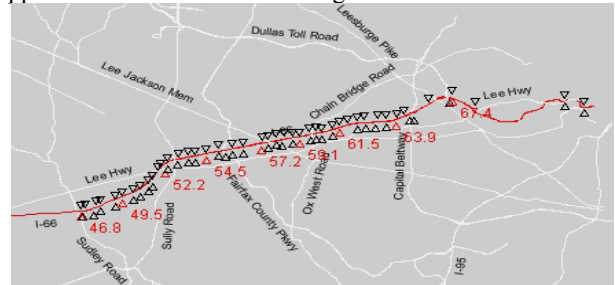 Leesburge Pike
Dullas Toll Road
Lee Jackson Mem
Chain Bridge Road
Lee Hwy
67.4
63.9
61.5
59.1
57.2
54.5
52.2
Lee Hwy
49.5
46.8
I-66
Sudley Road
Sully Road
Fairfax County Pkwy
Ox West Road
Capital Beltway
I-95